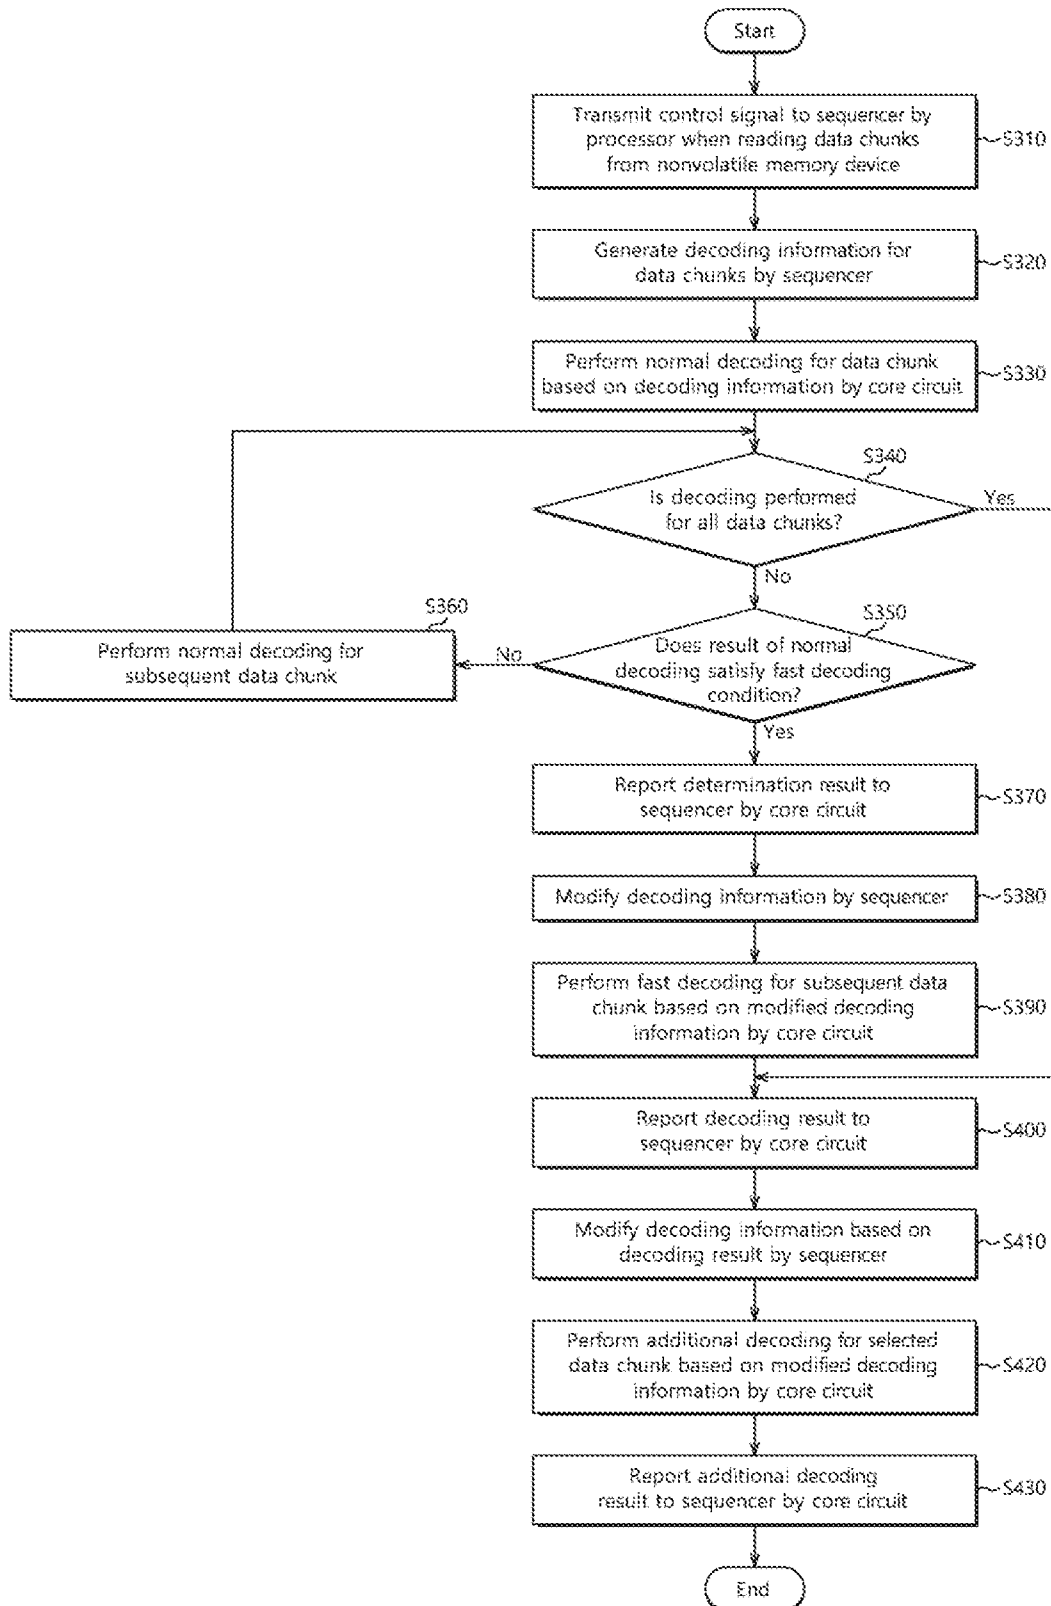 Start
Transmit control signal to sequencer by
processor when reading data chunks
from nonvolatile memory device
S310
Generate decoding information for
data chunks by sequencer
S320
Perform normal decoding for data chunk
based on decoding information by core circuit
S330
S340
Is decoding performed
for all data chunks?
Yes
No
S350
Does result of normal
decoding satisfy fast decoding
condition?
No
S360
Perform normal decoding for
subsequent data chunk
Yes
Report determination result to
sequencer by core circuit
S370
Modify decoding information by sequencer
S380
Perform fast decoding for subsequent data
chunk based on modified decoding
information by core circuit
S390
Report decoding result to
sequencer by core circuit
S400
Modify decoding information based on
decoding result by sequencer
S410
Perform additional decoding for selected
data chunk based on modified decoding
information by core circuit
S420
Report additional decoding
result to sequencer by core circuit
S430
End